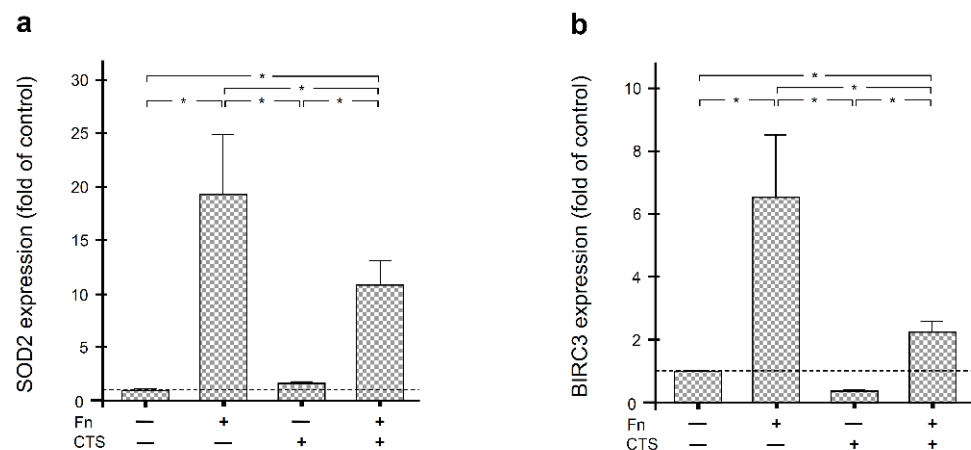 a
SOD2 expression (fold of control)
30
25
20
15
10
5
0
*
*
* * *
Fn — + — +
CTS — — + +
b
BIRC3 expression (fold of control)
10
8
6
4
2
0
*
*
* * *
Fn — + — +
CTS — — + +